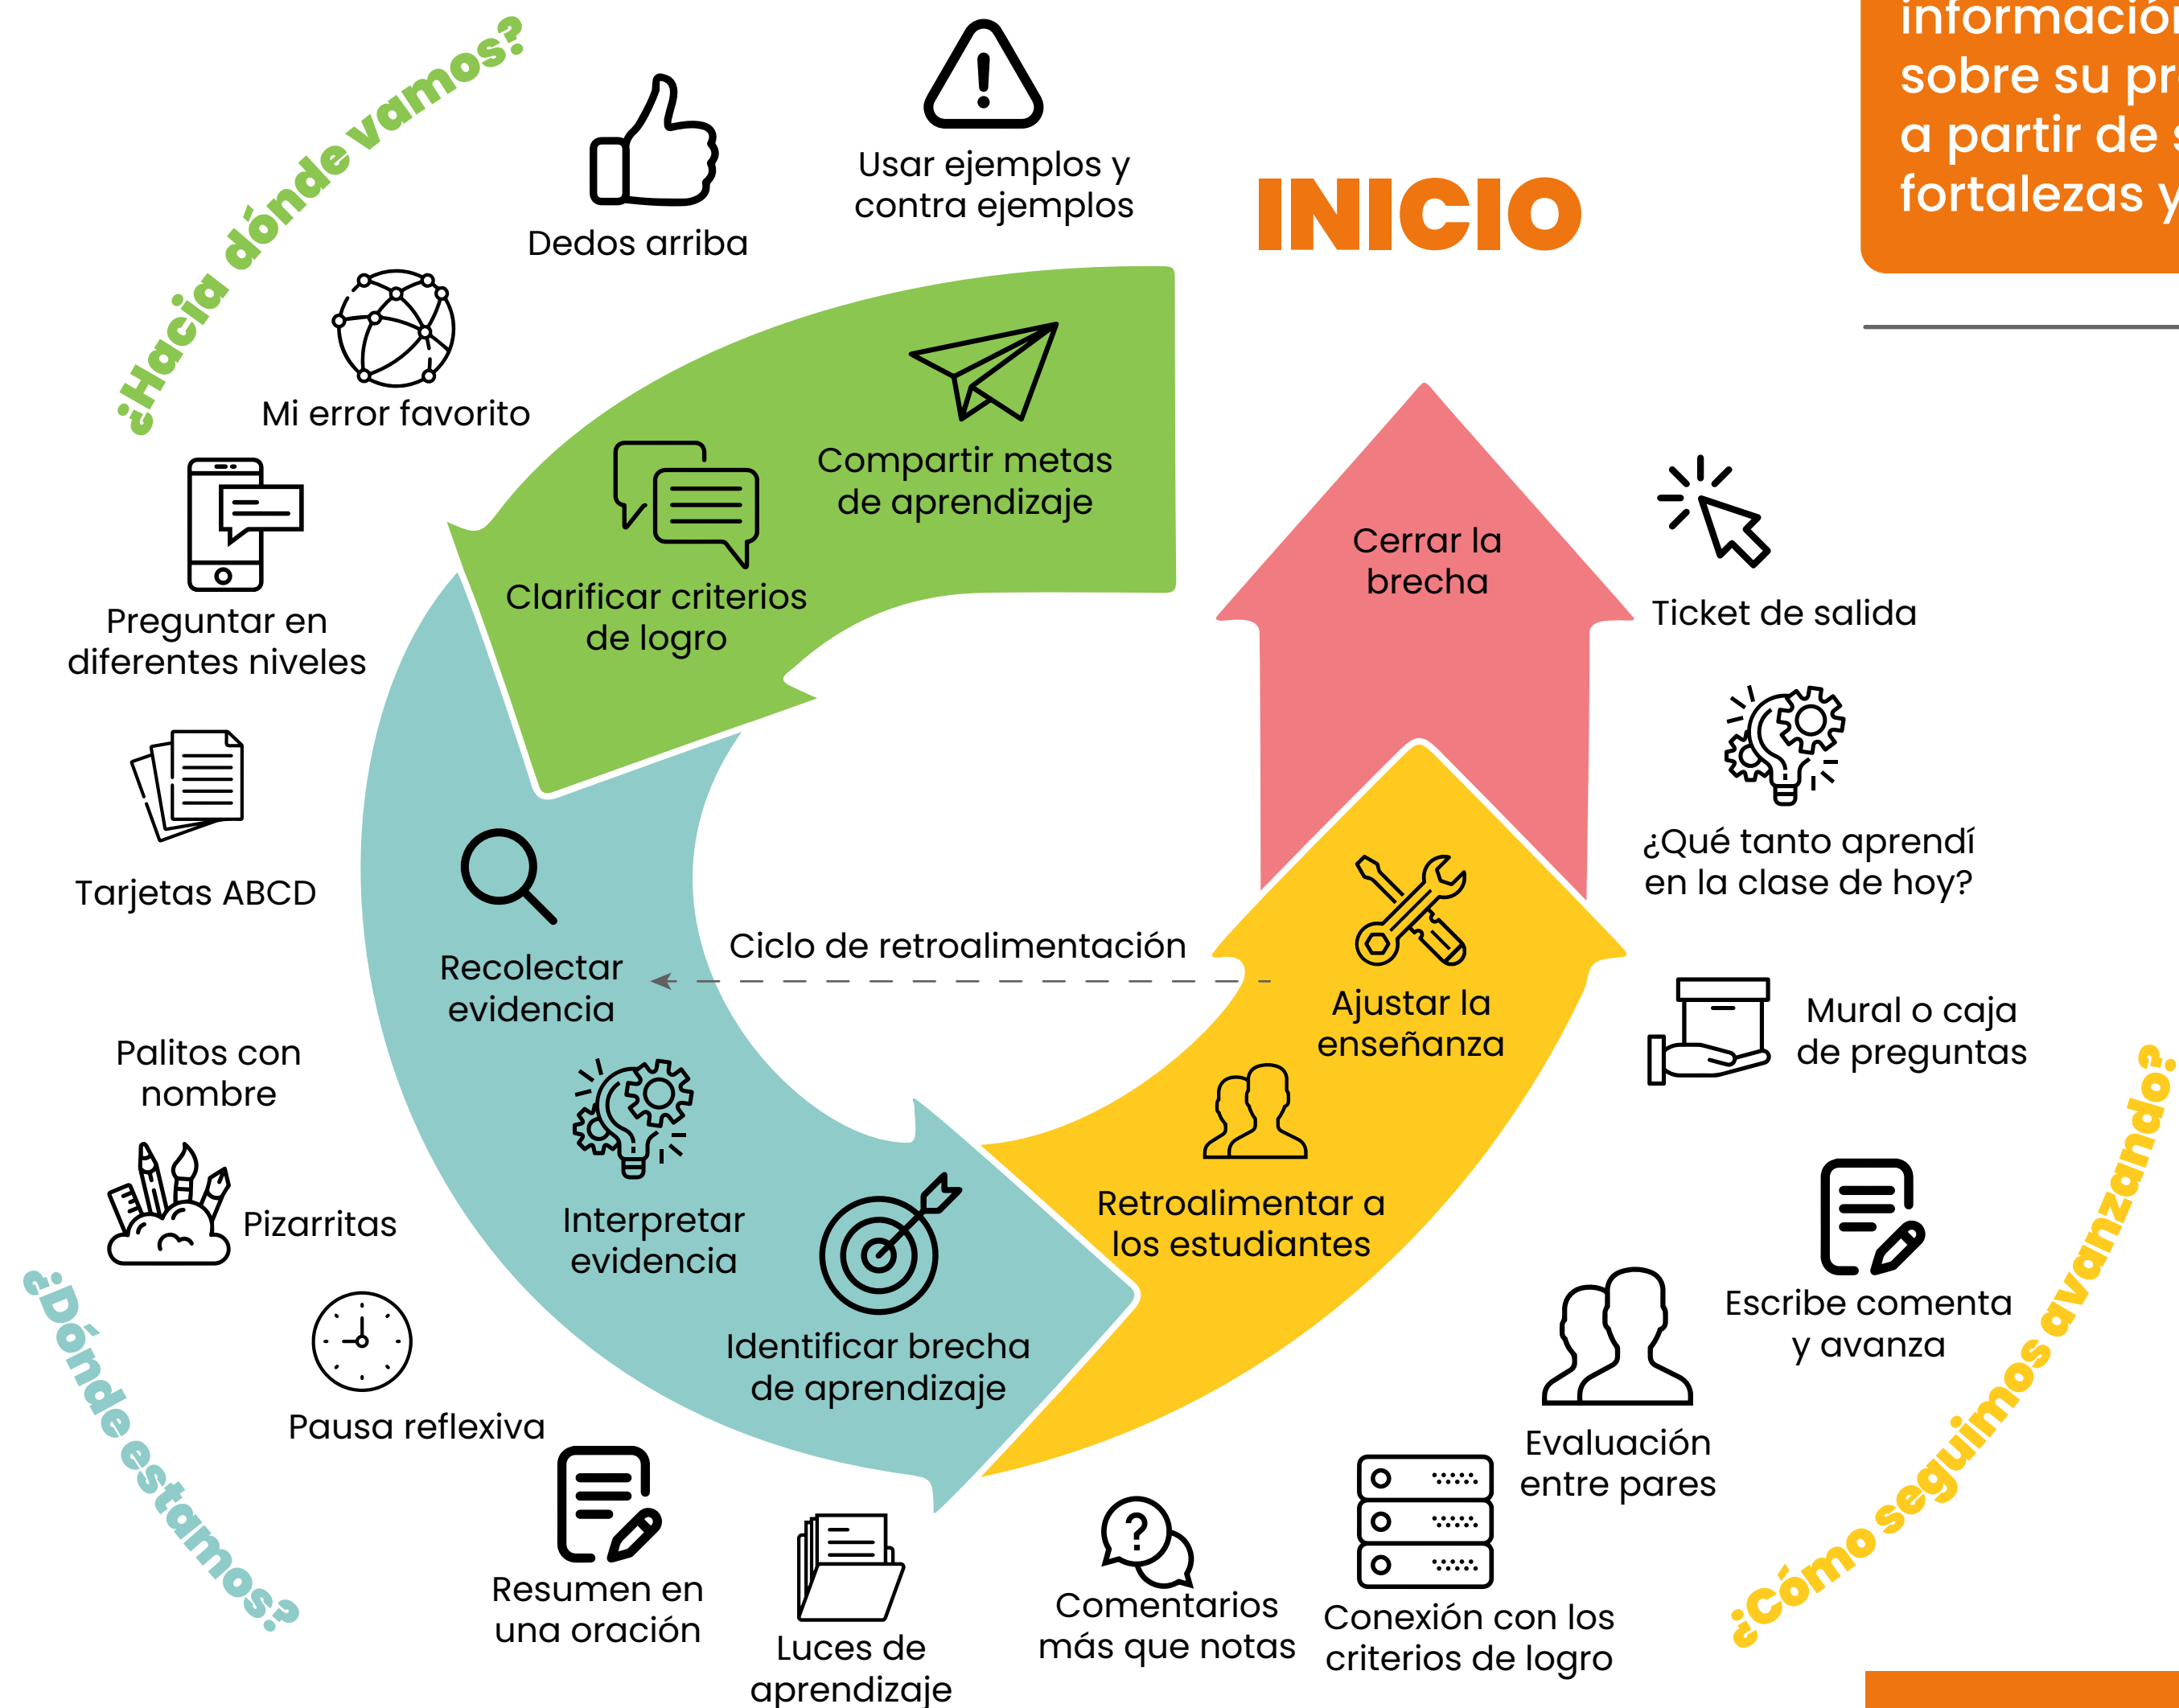 ¿Hacia dónde vamos?
Dedos arriba
Usar ejemplos y
contra ejemplos
INICIO
sobre su
a partir de
fortalezas y
Mi error favorito
Compartir metas
de aprendizaje
Clarificar criterios
de logro
Preguntar en
diferentes niveles
Tarjetas ABCD
Cerrar la
brecha
Ticket de salida
¿Qué tanto aprendí
en la clase de hoy?
Ciclo de retroalimentación
Recolectar
evidencia
Ajustar la
enseñanza
Mural o caja
de preguntas
Palitos con
nombre
Pizarritas
Interpretar
evidencia
Retroalimentar a
los estudiantes
Identificar brecha
de aprendizaje
Escribe comenta
y avanza
¿Dónde estamos?
Pausa reflexiva
Evaluación
entre pares
¿Cómo seguimos avanzando?
Resumen en
una oración
Luces de
aprendizaje
Comentarios
más que notas
Conexión con los
criterios de logro
?